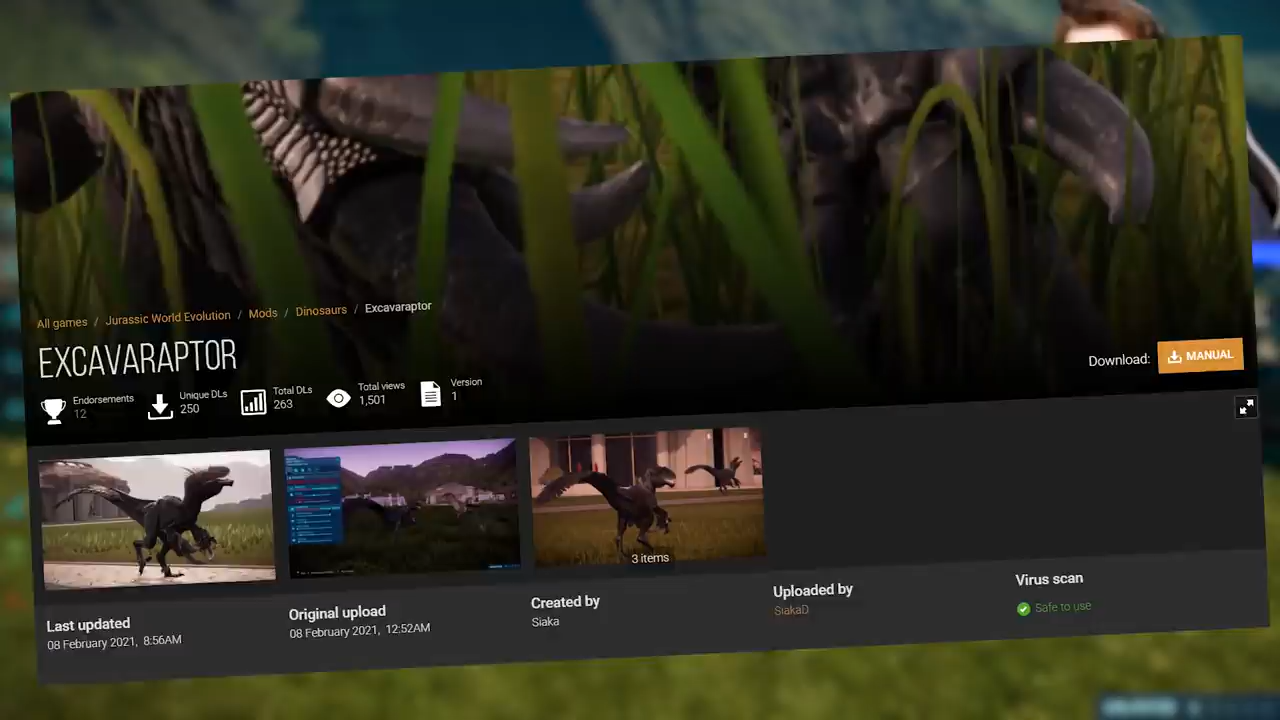 All games / Jurassic World Evolution / Mods / Dinosaurs / Excavaraptor
EXCAVARAPTOR
Endorsements
12
Unique DLs
250
Total DLs
263
Total views
1,501
Version
1
Download:
MANUAL
3 items
Last updated
08 February 2021, 8:56AM
Original upload
08 February 2021, 12:52AM
Created by
Siaka
Uploaded by
SiakaD
Virus scan
Safe to use